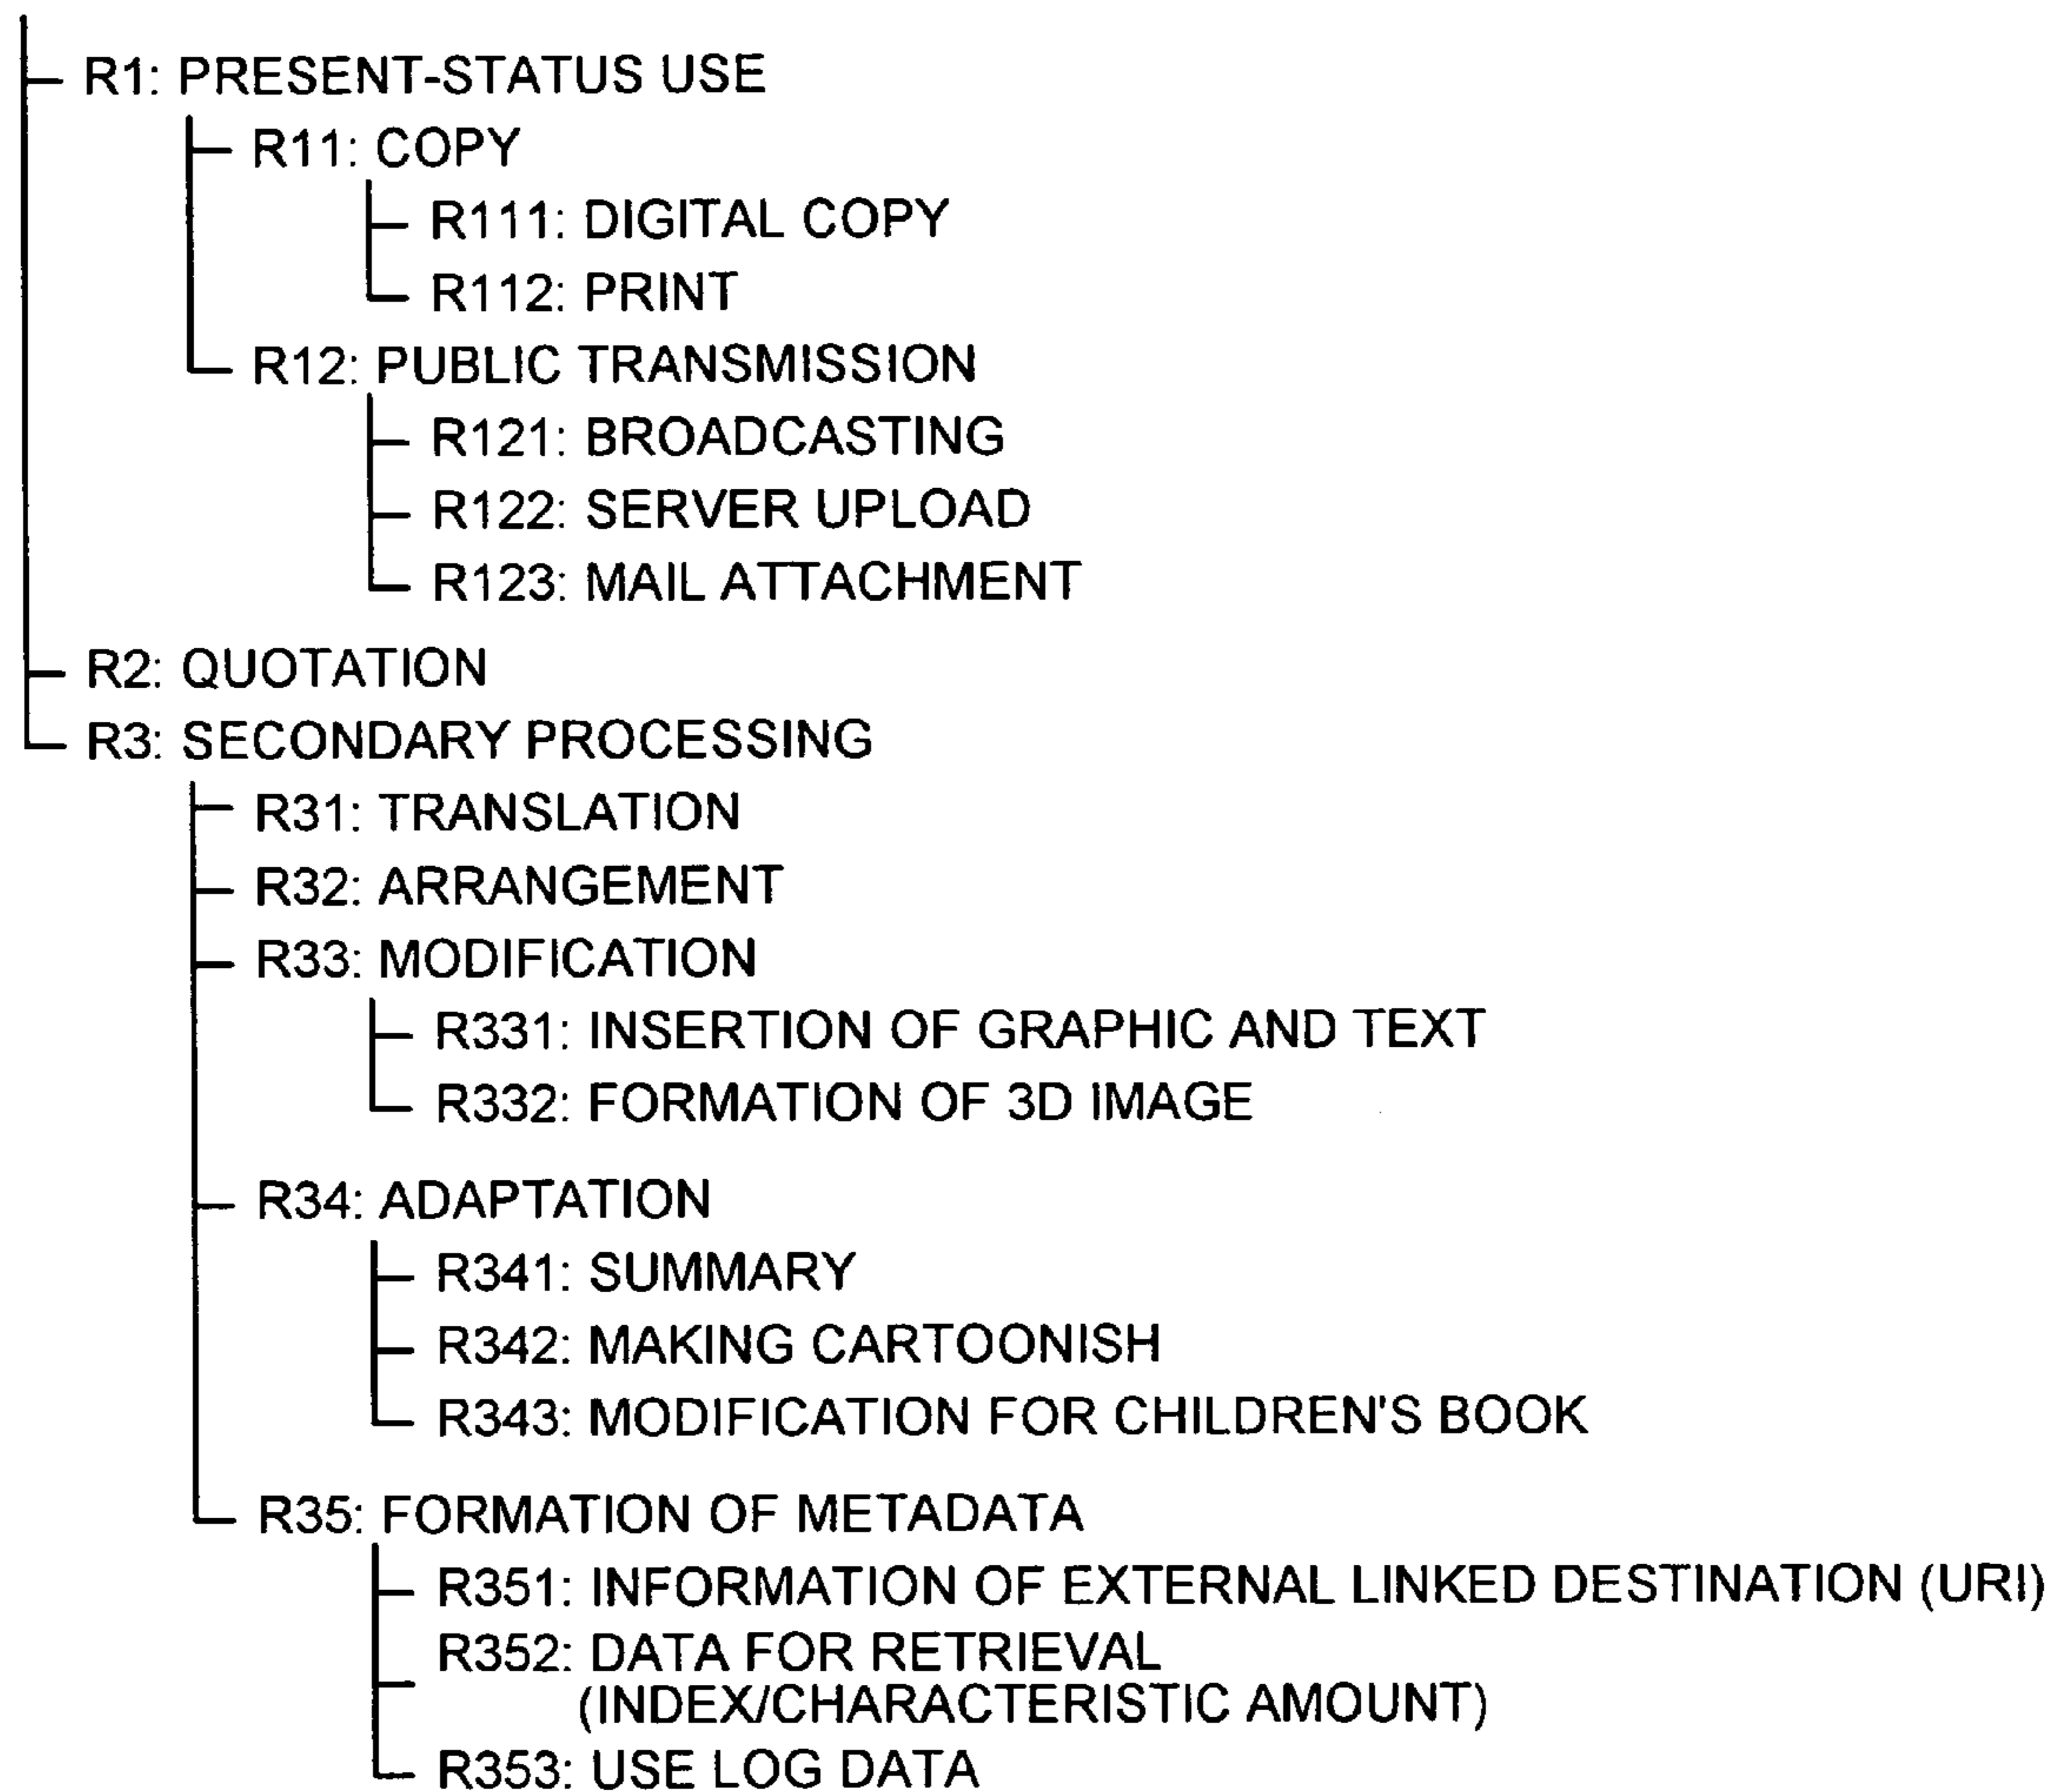 R1: PRESENT-STATUS USE
R11: COPY
R111: DIGITAL COPY
R112: PRINT
R12: PUBLIC TRANSMISSION
R121: BROADCASTING
R122: SERVER UPLOAD
R123: MAIL ATTACHMENT
R2: QUOTATION
R3: SECONDARY PROCESSING
R31: TRANSLATION
R32: ARRANGEMENT
R33: MODIFICATION
R331: INSERTION OF GRAPHIC AND TEXT
R332: FORMATION OF 3D IMAGE
R34: ADAPTATION
R341: SUMMARY
R342: MAKING CARTOONISH
R343: MODIFICATION FOR CHILDREN'S BOOK
R35: FORMATION OF METADATA
R351: INFORMATION OF EXTERNAL LINKED DESTINATION (URI)
R352: DATA FOR RETRIEVAL
(INDEX/CHARACTERISTIC AMOUNT)
R353: USE LOG DATA